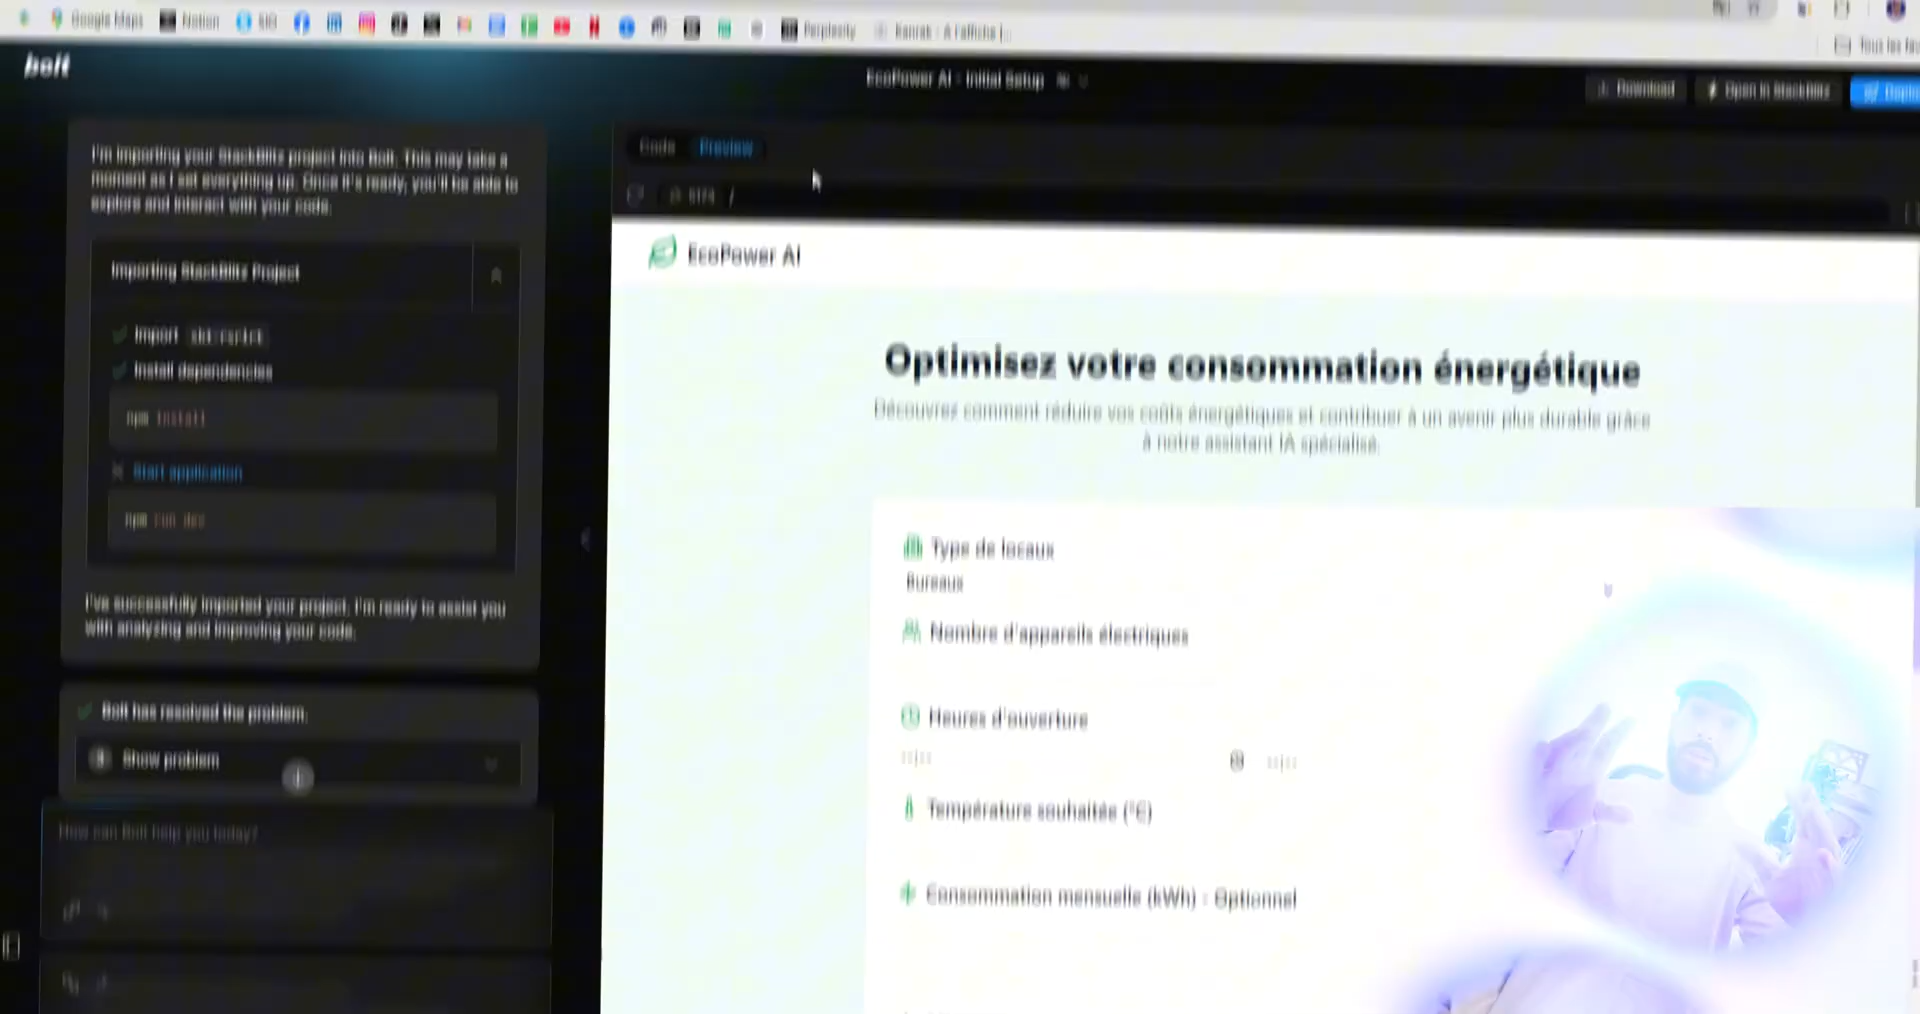 Google Maps
Notion
Perplexity
bolt
EcoPower AI - Initial Setup
Download
Open in StackBlitz
I'm importing your StackBlitz project into Bolt. This may take a
moment as I set everything up. Once it's ready, you'll be able to
explore and interact with your code.
Importing StackBlitz Project
Import
Install dependencies
npm install
Start application
npm run dev
I've successfully imported your project. I'm ready to assist you
with analyzing and improving your code.
Bolt has resolved the problem.
Show problem
How can Bolt help you today?
Code
Preview
5174 /
EcoPower AI
Optimisez votre consommation énergétique
Découvrez comment réduire vos coûts énergétiques et contribuer à un avenir plus durable grâce
à notre assistant IA spécialisé.
Type de locaux
Bureaux
Nombre d'appareils électriques
Heures d'ouverture
à
Température souhaitée (°C)
Consommation mensuelle (kWh) - Optionnel